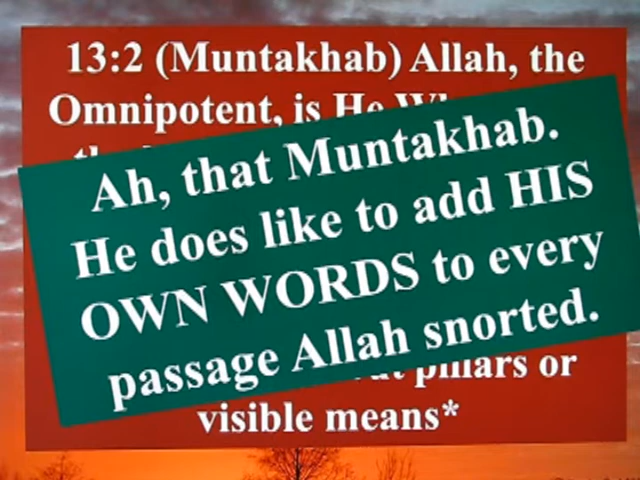 13:2 (Muntakhab) Allah, the
Omnipotent, is He
Ah, that Muntakhab.
He does like to add HIS
OWN WORDS to every
passage Allah snorted.
pillars or
visible means*